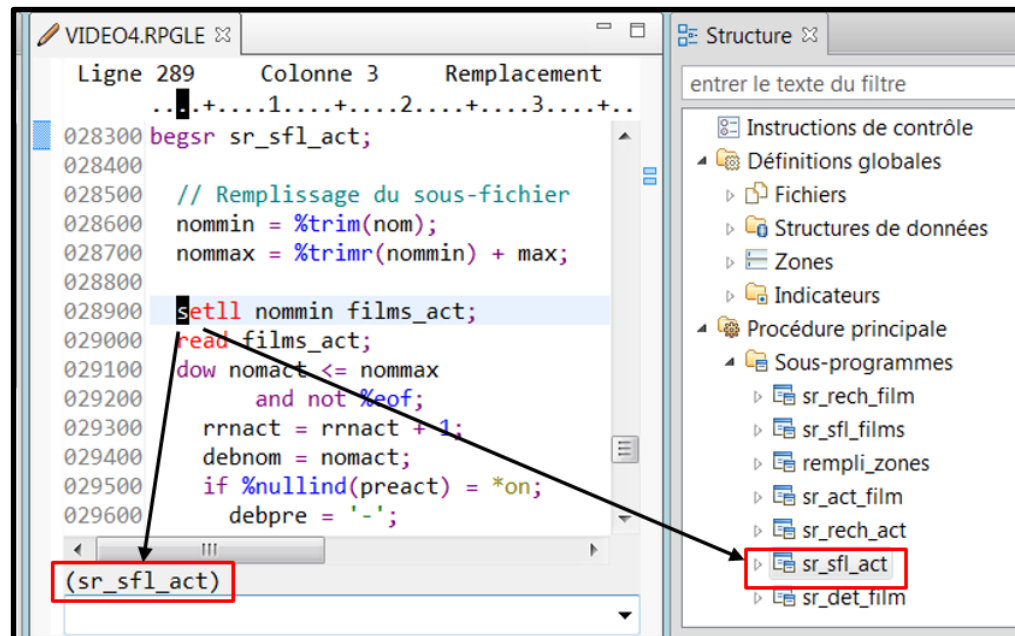 VIDEO4.RPGLE
Ligne 289 Colonne 3 Remplacement
....+....1....+....2....+....3....+..
028300 begsr sr_sfl_act;
028400
028500 // Remplissage du sous-fichier
028600 nommin = %trim(nom);
028700 nommax = %trimr(nommin) + max;
028800
028900 setll nommin films_act;
029000 read films_act;
029100 dow nomact <= nommax
029200 and not %eof;
029300 rrnact = rrnact + 1;
029400 debnom = nomact;
029500 if %nullind(preact) = *on;
029600 debpre = '-';
(sr_sfl_act)
Structure
entrer le texte du filtre
Instructions de contrôle
Définitions globales
Fichiers
Structures de données
Zones
Indicateurs
Procédure principale
Sous-programmes
sr_rech_film
sr_sfl_films
rempli_zones
sr_act_film
sr_rech_act
sr_sfl_act
sr_det_film